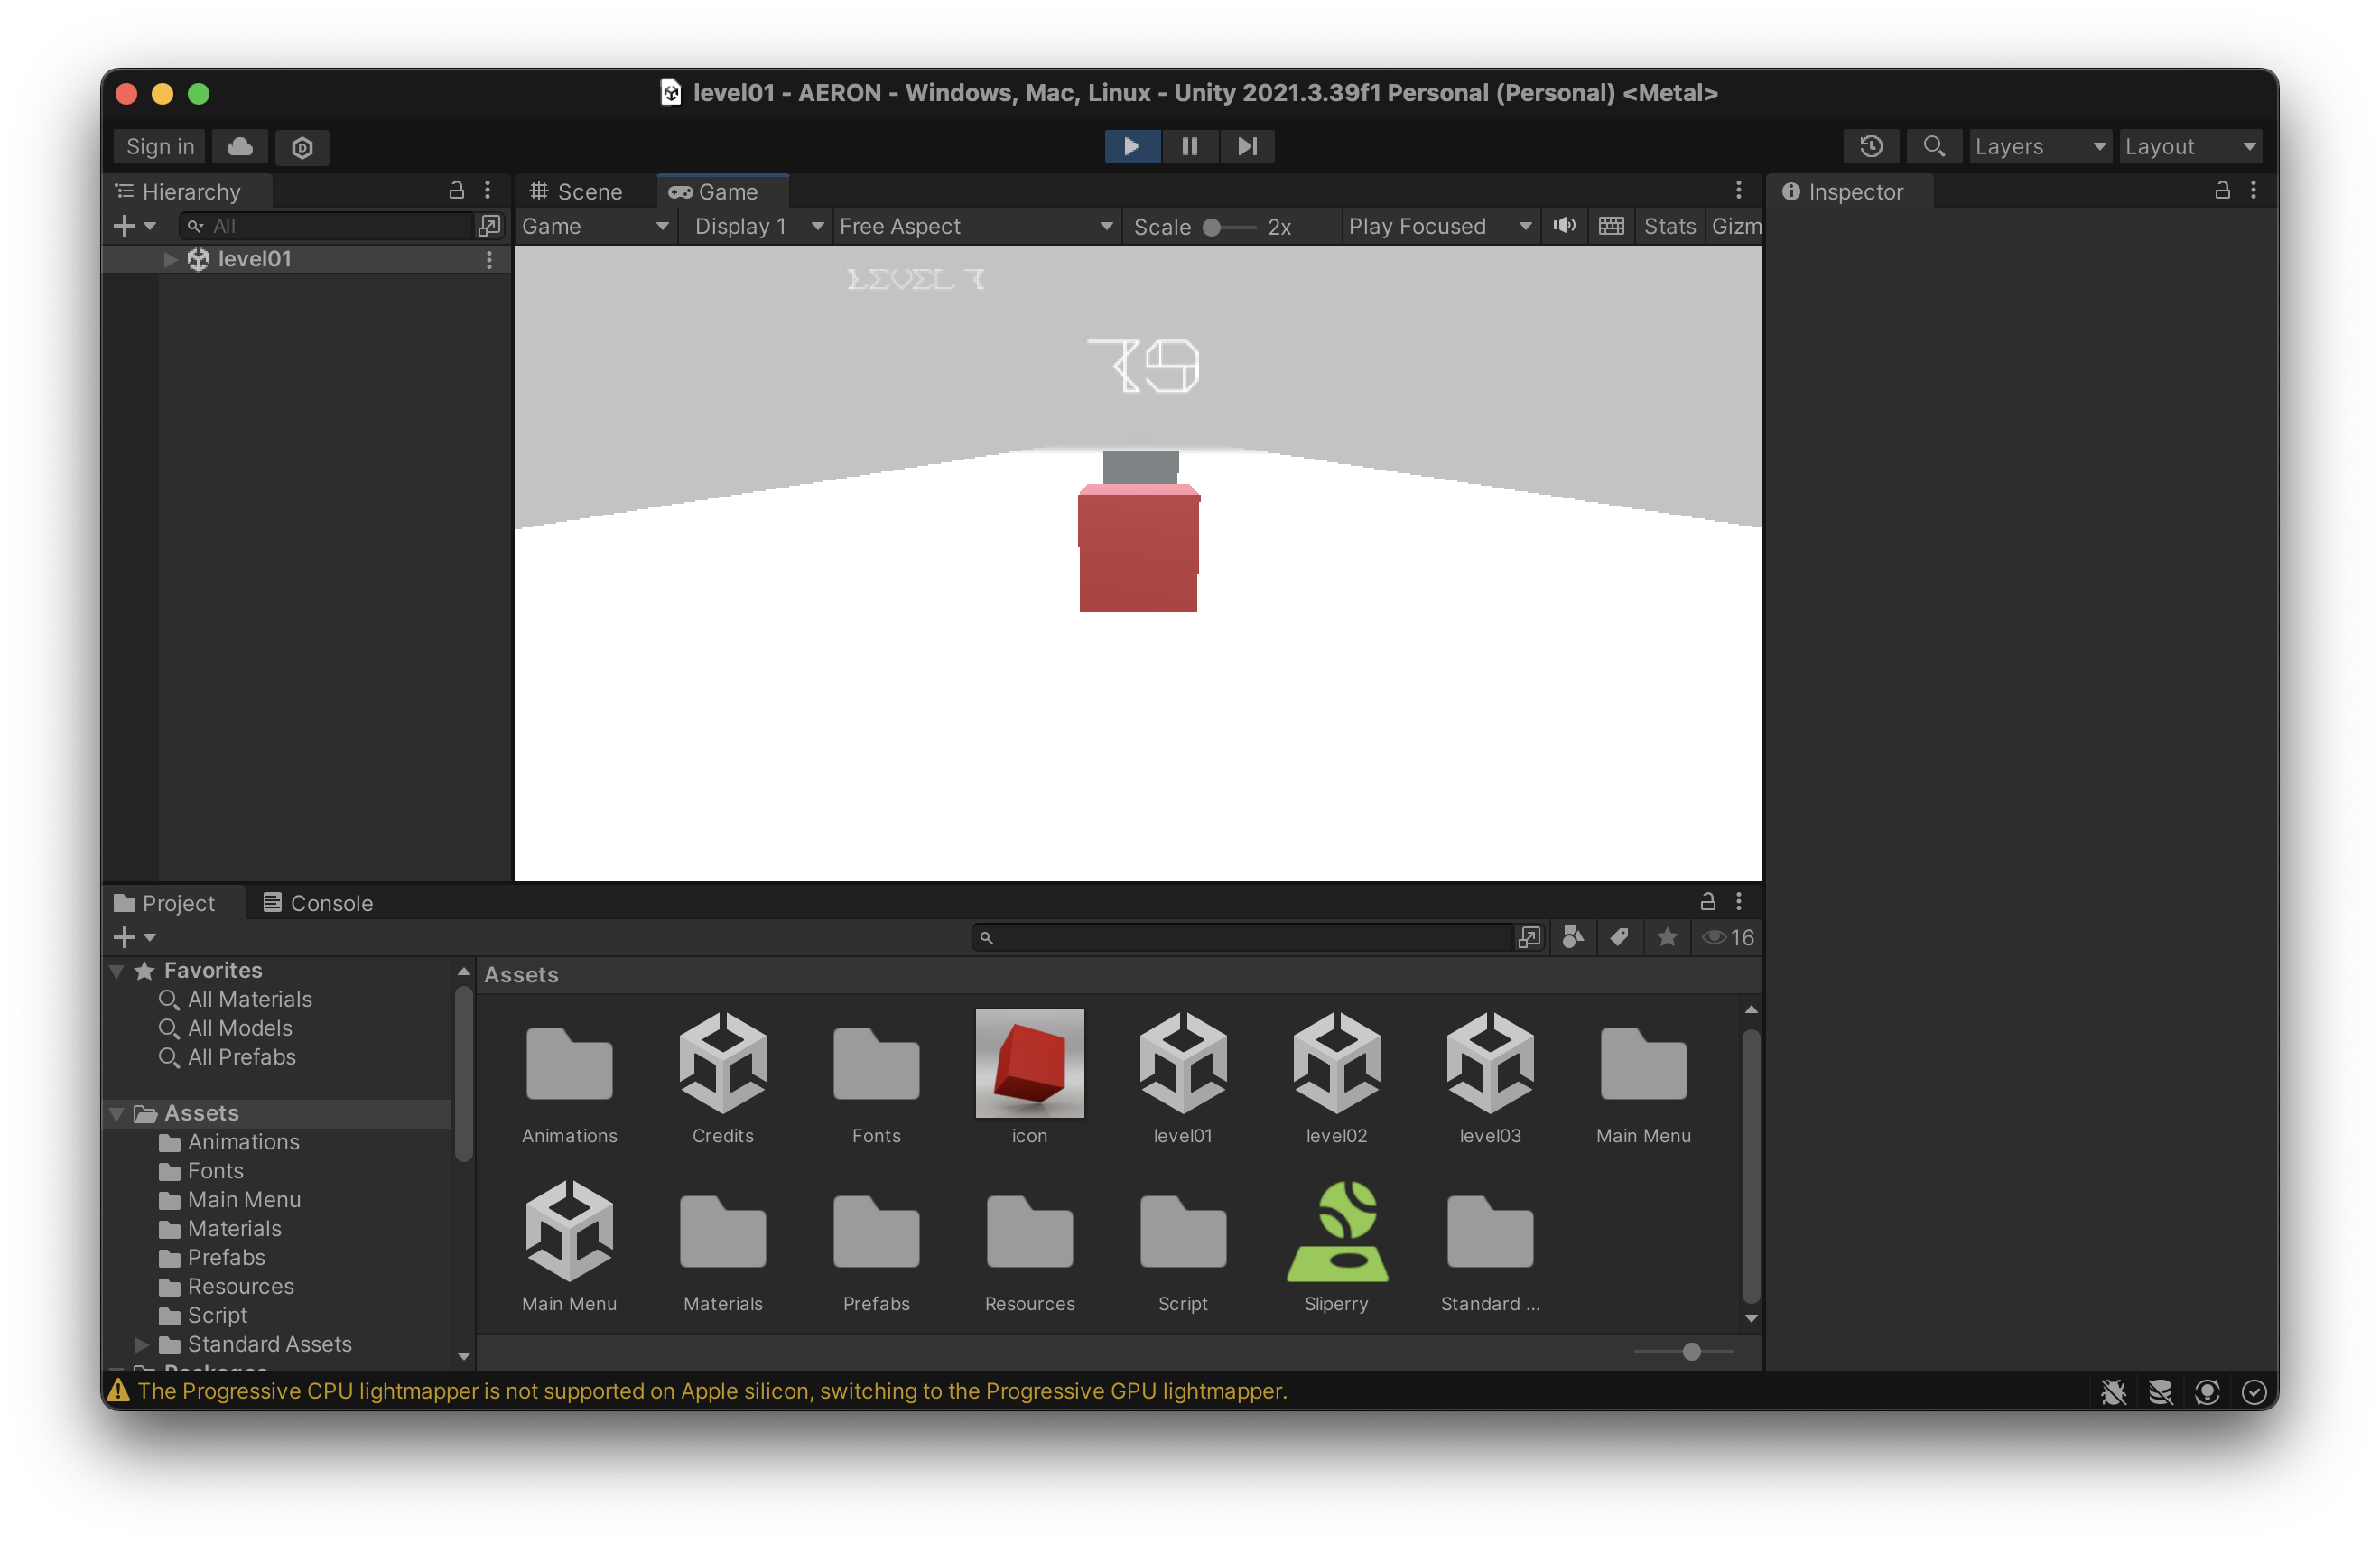 level01 - AERON - Windows, Mac, Linux - Unity 2021.3.39f1 Personal (Personal) <Metal>
Sign in
Layers
Layout
Hierarchy
All
level01
Scene
Game
Game
Display 1
Free Aspect
Scale
2x
Play Focused
Stats
Gizm
LEVEL 1
19
Inspector
Project
Console
16
Favorites
All Materials
All Models
All Prefabs
Assets
Animations
Fonts
Main Menu
Materials
Prefabs
Resources
Script
Standard Assets
Packages
Assets
Animations
Credits
Fonts
icon
level01
level02
level03
Main Menu
Main Menu
Materials
Prefabs
Resources
Script
Sliperry
Standard ...
The Progressive CPU lightmapper is not supported on Apple silicon, switching to the Progressive GPU lightmapper.